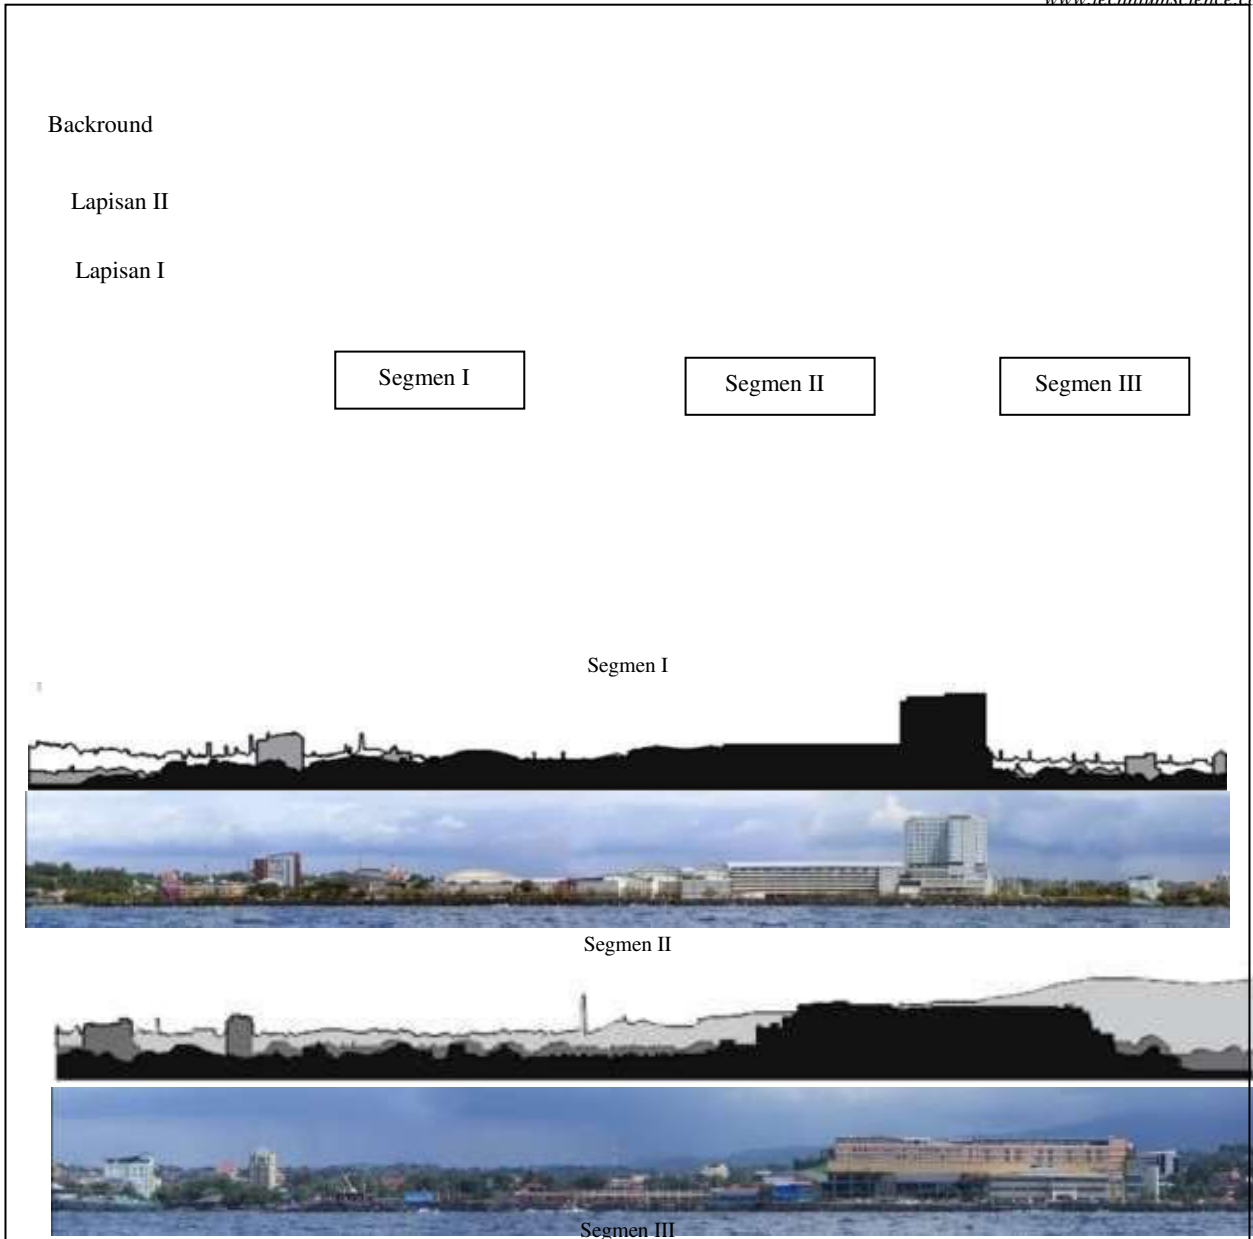 Backround
Lapisan II
Lapisan I
Segmen I
Segmen II
Segmen III
Segmen I
Segmen II
Segmen III